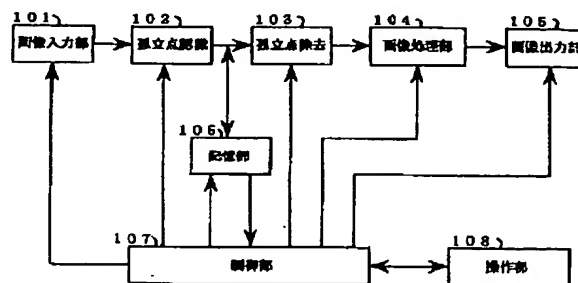 101
画像入力部
102
孤立点認識
103
孤立点除去
104
画像処理部
105
画像出力部
106
記憶部
107
制御部
108
操作部